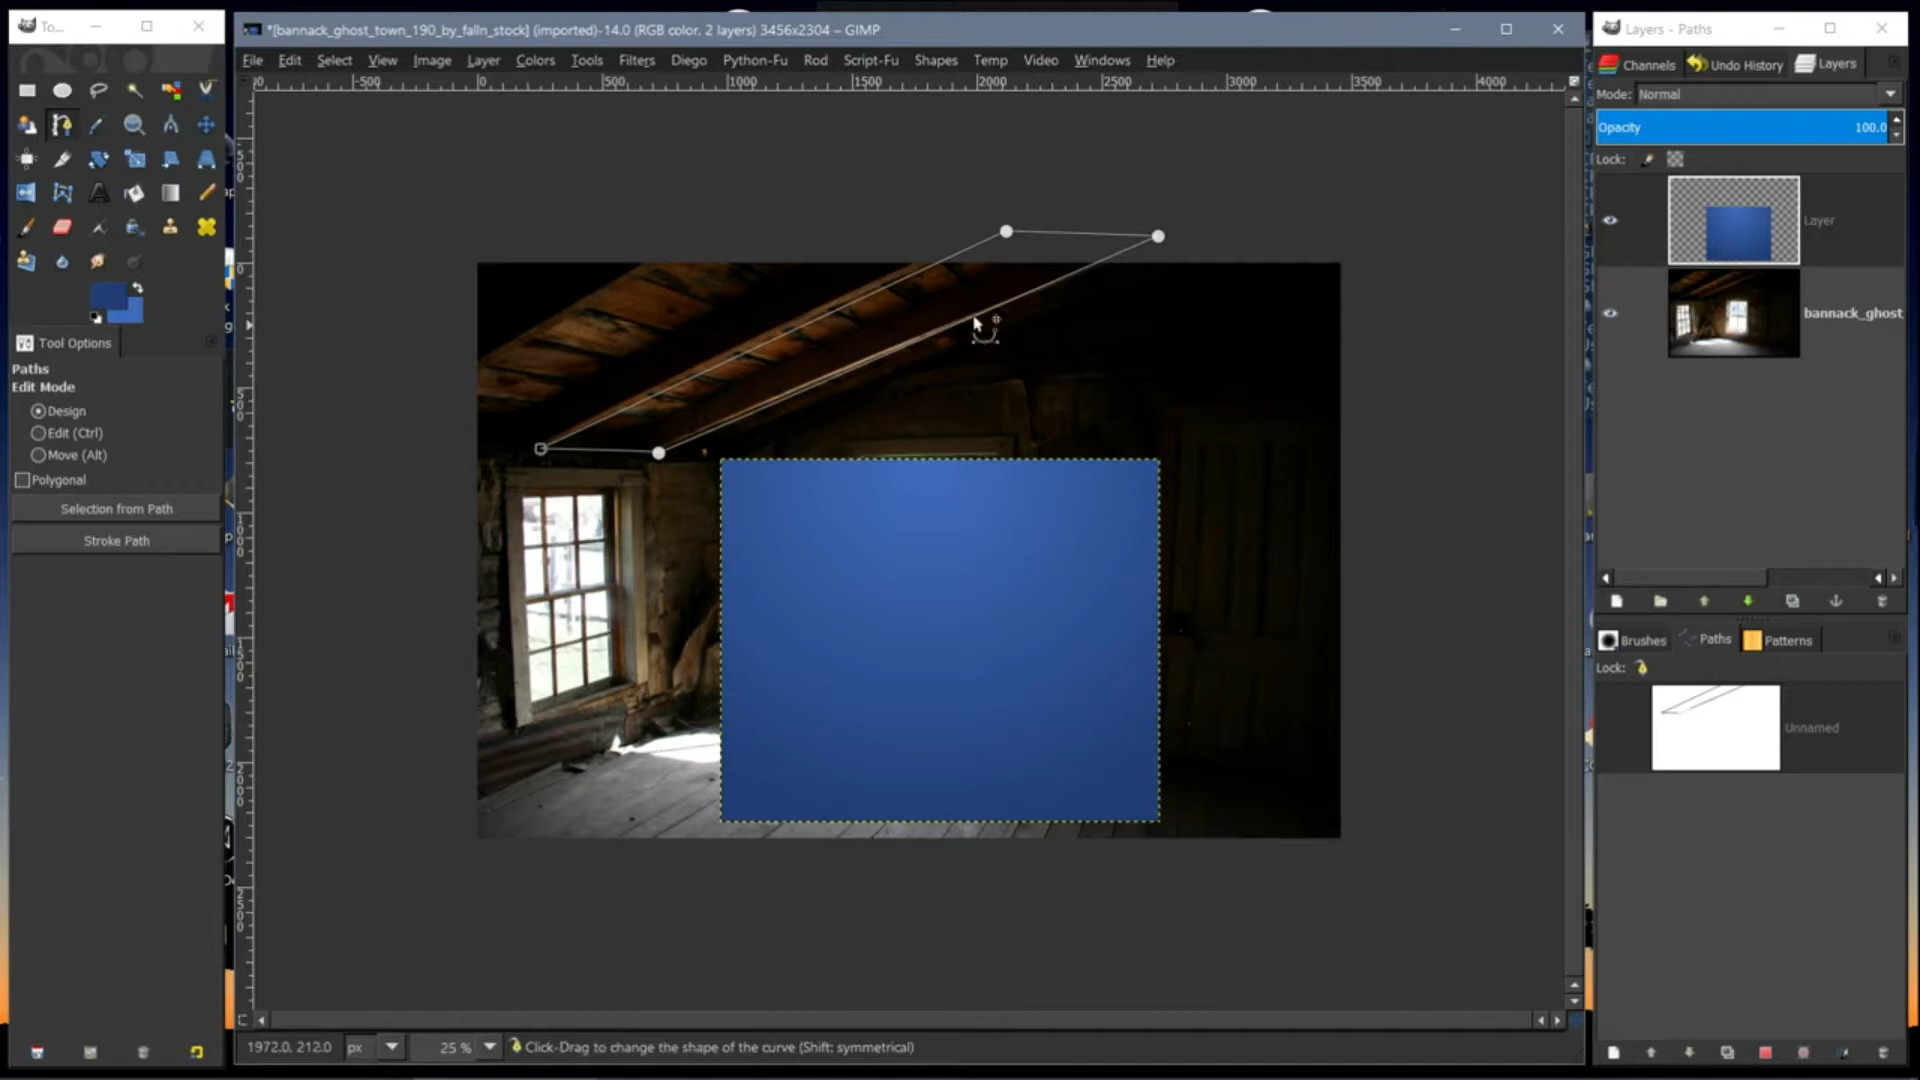 To...
*[bannack_ghost_town_190_by_falln_stock] (imported)-14.0 (RGB color, 2 layers) 3456x2304 – GIMP
Layers - Paths
File Edit Select View Image Layer Colors Tools Filters Diego Python-Fu Rod Script-Fu Shapes Temp Video Windows Help
Channels Undo History Layers
-500 0 500 1000 1500 2000 2500 3000 3500 4000
Mode: Normal
Opacity 100.0
Lock:
Layer
bannack_ghost
Tool Options
Paths
Edit Mode
Design
Edit (Ctrl)
Move (Alt)
Polygonal
Selection from Path
Stroke Path
Brushes Paths Patterns
Lock:
Unnamed
1972.0, 212.0 px 25 % Click-Drag to change the shape of the curve (Shift: symmetrical)